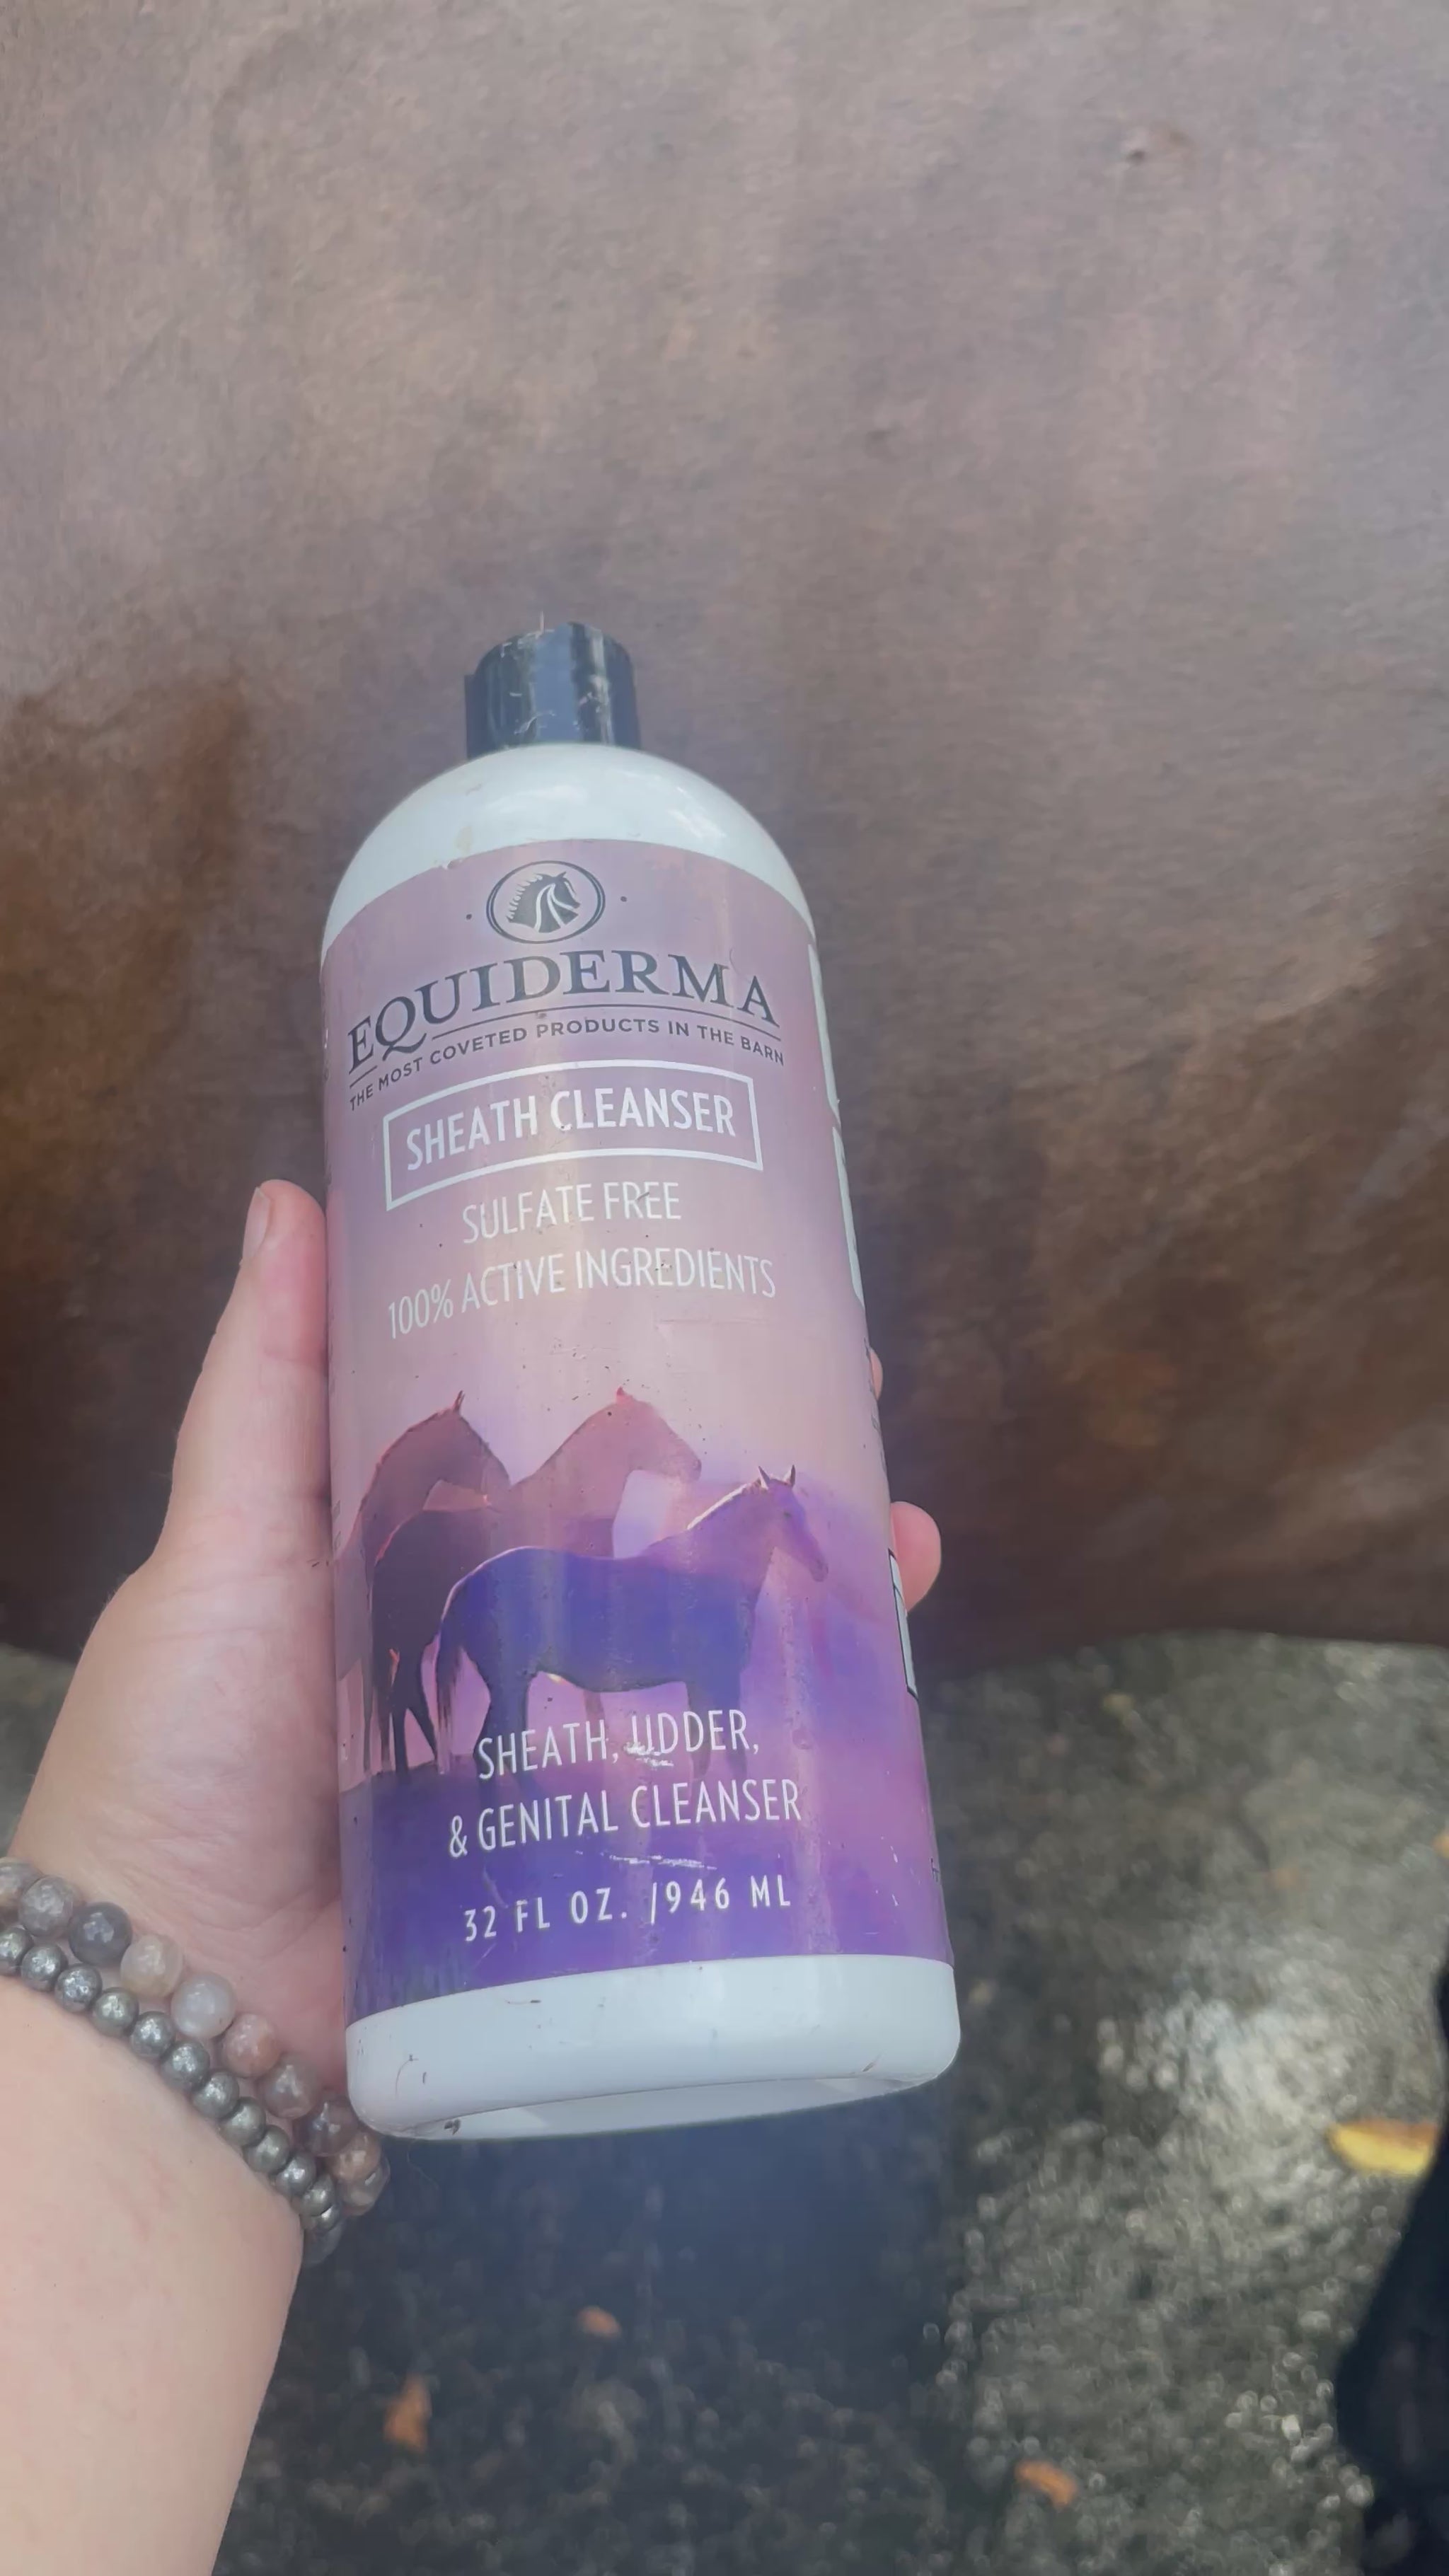 EQUIDERMA
THE MOST COVETED PRODUCTS IN THE BARN
SHEATH CLEANSER
SULFATE FREE
100% ACTIVE INGREDIENTS
SHEATH, UDDER,
& GENITAL CLEANSER
32 FL OZ. /946 ML